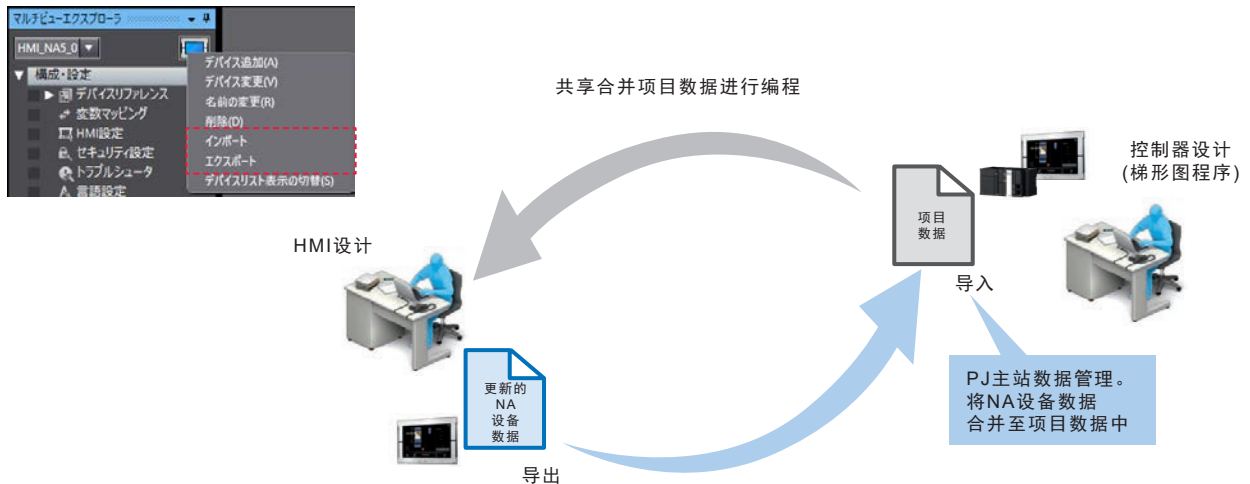 マルチビューエクスプローラ
HMI_NA5_0
構成・設定
デバイスリファレンス
変数マッピング
HMI設定
セキュリティ設定
トラブルシュータ
言語設定
デバイス追加(A)
デバイス変更(V)
名前の変更(R)
削除(D)
インポート
エクスポート
デバイスリスト表示の切替(S)
共享合并项目数据进行编程
控制器设计
(梯形图程序)
项目
数据
导入
HMI设计
更新的
NA
设备
数据
导出
PJ主站数据管理。
将NA设备数据
合并至项目数据中